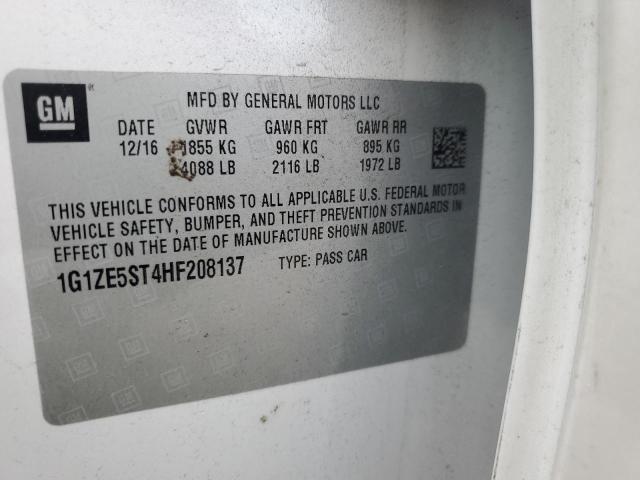 GM
MFD BY GENERAL MOTORS LLC
DATE GVWR GAWR FRT GAWR RR
12/16 1855 KG 960 KG 895 KG
4088 LB 2116 LB 1972 LB
THIS VEHICLE CONFORMS TO ALL APPLICABLE U.S. FEDERAL MOTOR
VEHICLE SAFETY, BUMPER, AND THEFT PREVENTION STANDARDS IN
EFFECT ON THE DATE OF MANUFACTURE SHOWN ABOVE.
1G1ZE5ST4HF208137 TYPE: PASS CAR